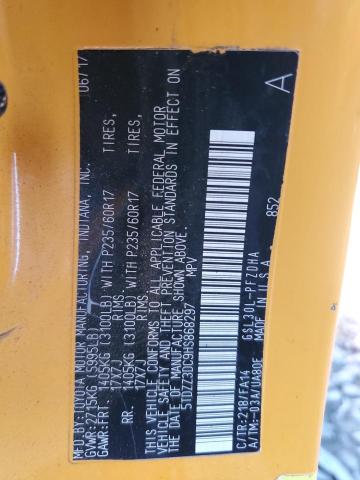 MFD. BY:TOYOTA MOTOR MANUFACTURING, INDIANA, INC. 06/17
GVWR:2715KG(5995LB)
GAWR:FRT. 1405KG(3100LB) WITH P235/60R17 TIRES,
17X7J RIMS,
RR. 1405KG(3100LB) WITH P235/60R17 TIRES,
17X7J RIMS
THIS VEHICLE CONFORMS TO ALL APPLICABLE FEDERAL MOTOR
VEHICLE SAFETY AND THEFT PREVENTION STANDARDS IN EFFECT ON
THE DATE OF MANUFACTURE SHOWN ABOVE.
5TDZZ3DC9HS868297 MPV
A
852
C/TR:218/FA14 GSL30L-PFZDHA
A/TM:-03A/UA80E MADE IN U.S.A.